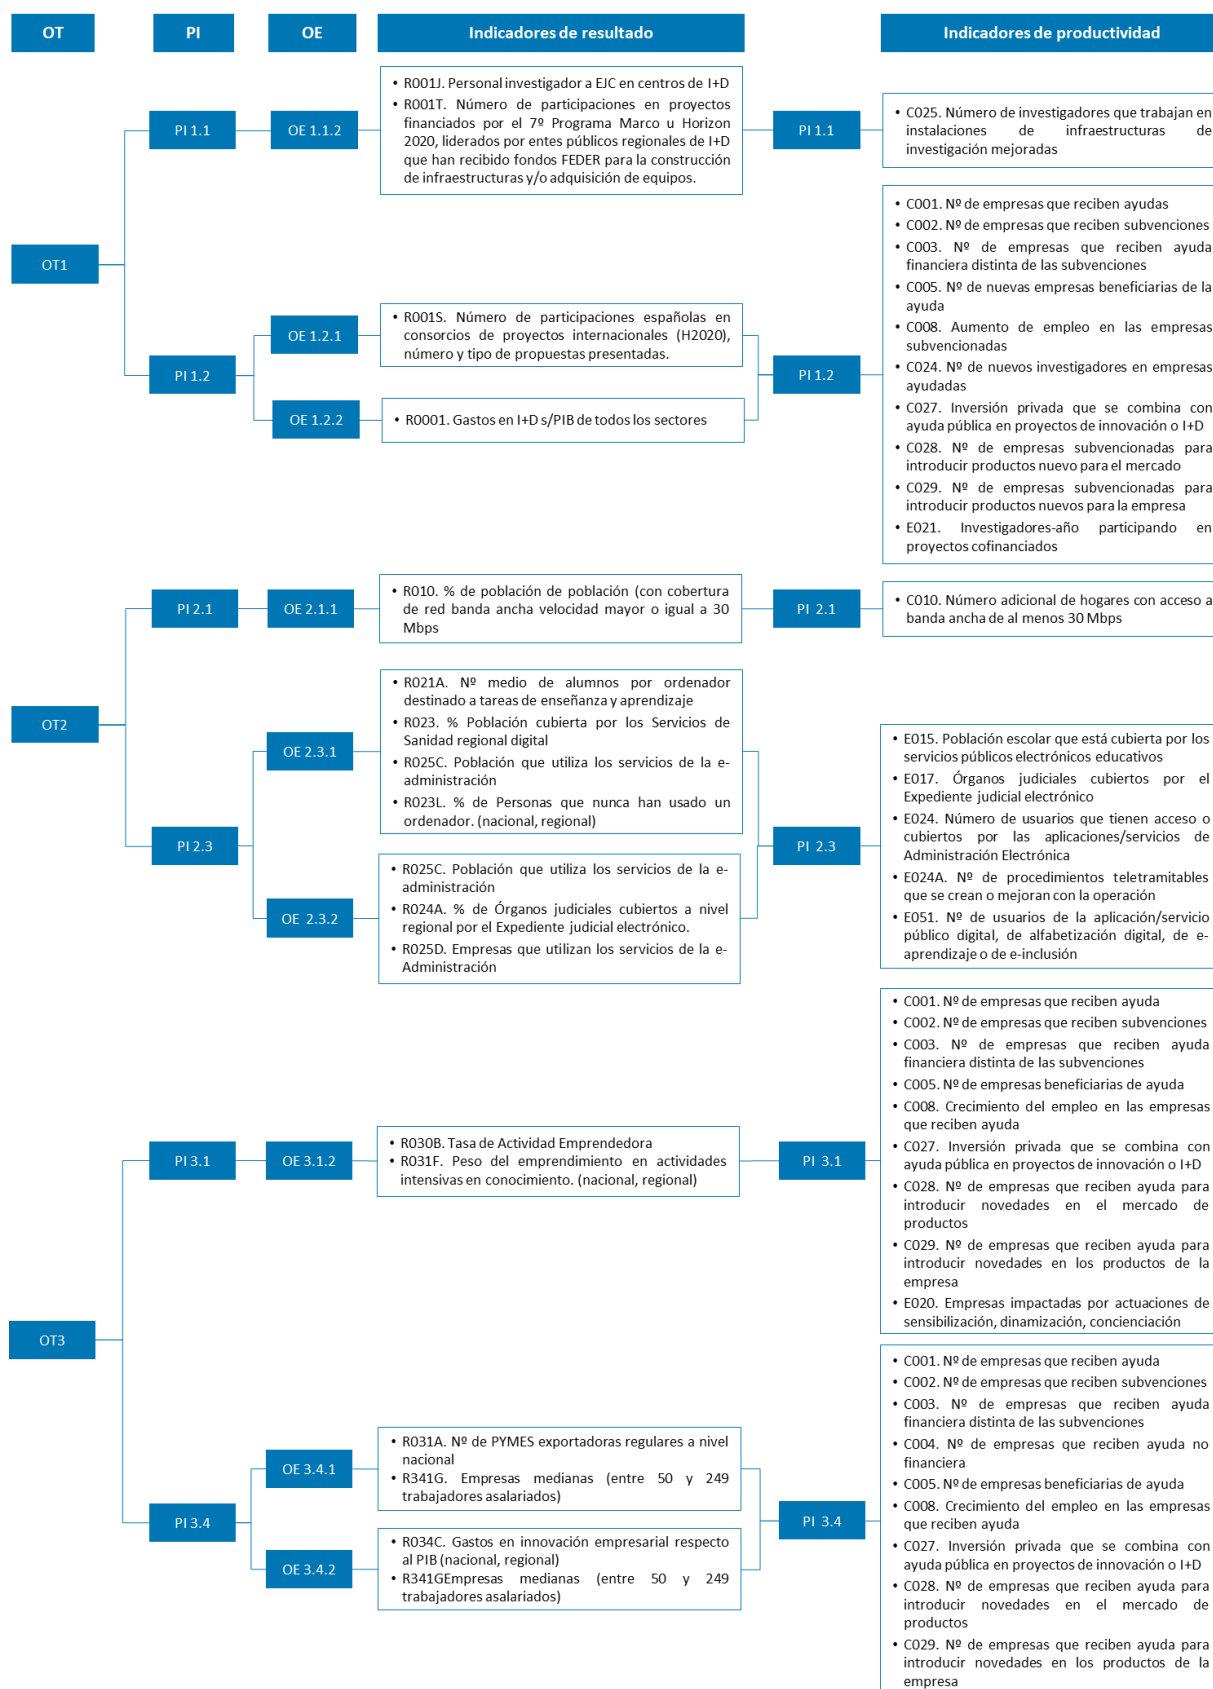 OT
PI
OE
Indicadores de resultado
Indicadores de productividad
OT1
PI 1.1
OE 1.1.2
• R001J. Personal investigador a EJC en centros de I+D
• R001T. Número de participaciones en proyectos
financiados por el 7º Programa Marco u Horizon
2020, liderados por entes públicos regionales de I+D
que han recibido fondos FEDER para la construcción
de infraestructuras y/o adquisición de equipos.
PI 1.1
• C025. Número de investigadores que trabajan en
instalaciones de infraestructuras de
investigación mejoradas
PI 1.2
OE 1.2.1
• R001S. Número de participaciones españolas en
consorcios de proyectos internacionales (H2020),
número y tipo de propuestas presentadas.
OE 1.2.2
• R0001. Gastos en I+D s/PIB de todos los sectores
PI 1.2
• C001. Nº de empresas que reciben ayudas
• C002. Nº de empresas que reciben subvenciones
• C003. Nº de empresas que reciben ayuda
financiera distinta de las subvenciones
• C005. Nº de nuevas empresas beneficiarias de la
ayuda
• C008. Aumento de empleo en las empresas
subvencionadas
• C024. Nº de nuevos investigadores en empresas
ayudadas
• C027. Inversión privada que se combina con
ayuda pública en proyectos de innovación o I+D
• C028. Nº de empresas subvencionadas para
introducir productos nuevo para el mercado
• C029. Nº de empresas subvencionadas para
introducir productos nuevos para la empresa
• E021. Investigadores-año participando en
proyectos cofinanciados
OT2
PI 2.1
OE 2.1.1
• R010. % de población de población (con cobertura
de red banda ancha velocidad mayor o igual a 30
Mbps
PI 2.1
• C010. Número adicional de hogares con acceso a
banda ancha de al menos 30 Mbps
PI 2.3
OE 2.3.1
• R021A. Nº medio de alumnos por ordenador
destinado a tareas de enseñanza y aprendizaje
• R023. % Población cubierta por los Servicios de
Sanidad regional digital
• R025C. Población que utiliza los servicios de la e-
administración
• R023L. % de Personas que nunca han usado un
ordenador. (nacional, regional)
OE 2.3.2
• R025C. Población que utiliza los servicios de la e-
administración
• R024A. % de Órganos judiciales cubiertos a nivel
regional por el Expediente judicial electrónico.
• R025D. Empresas que utilizan los servicios de la e-
Administración
PI 2.3
• E015. Población escolar que está cubierta por los
servicios públicos electrónicos educativos
• E017. Órganos judiciales cubiertos por el
Expediente judicial electrónico
• E024. Número de usuarios que tienen acceso o
cubiertos por las aplicaciones/servicios de
Administración Electrónica
• E024A. Nº de procedimientos teletramitables
que se crean o mejoran con la operación
• E051. Nº de usuarios de la aplicación/servicio
público digital, de alfabetización digital, de e-
aprendizaje o de e-inclusión
OT3
PI 3.1
OE 3.1.2
• R030B. Tasa de Actividad Emprendedora
• R031F. Peso del emprendimiento en actividades
intensivas en conocimiento. (nacional, regional)
PI 3.1
• C001. Nº de empresas que reciben ayuda
• C002. Nº de empresas que reciben subvenciones
• C003. Nº de empresas que reciben ayuda
financiera distinta de las subvenciones
• C005. Nº de empresas beneficiarias de ayuda
• C008. Crecimiento del empleo en las empresas
que reciben ayuda
• C027. Inversión privada que se combina con
ayuda pública en proyectos de innovación o I+D
• C028. Nº de empresas que reciben ayuda para
introducir novedades en el mercado de
productos
• C029. Nº de empresas que reciben ayuda para
introducir novedades en los productos de la
empresa
• E020. Empresas impactadas por actuaciones de
sensibilización, dinamización, concienciación
PI 3.4
OE 3.4.1
• R031A. Nº de PYMES exportadoras regulares a nivel
nacional
• R341G. Empresas medianas (entre 50 y 249
trabajadores asalariados)
OE 3.4.2
• R034C. Gastos en innovación empresarial respecto
al PIB (nacional, regional)
• R341GEmpresas medianas (entre 50 y 249
trabajadores asalariados)
PI 3.4
• C001. Nº de empresas que reciben ayuda
• C002. Nº de empresas que reciben subvenciones
• C003. Nº de empresas que reciben ayuda
financiera distinta de las subvenciones
• C004. Nº de empresas que reciben ayuda no
financiera
• C005. Nº de empresas beneficiarias de ayuda
• C008. Crecimiento del empleo en las empresas
que reciben ayuda
• C027. Inversión privada que se combina con
ayuda pública en proyectos de innovación o I+D
• C028. Nº de empresas que reciben ayuda para
introducir novedades en el mercado de
productos
• C029. Nº de empresas que reciben ayuda para
introducir novedades en los productos de la
empresa